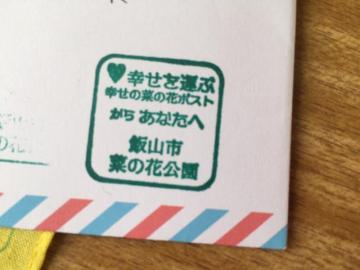 ♥幸せを運ぶ
幸せの菜の花ポスト
から あなたへ
飯山市
菜の花公園